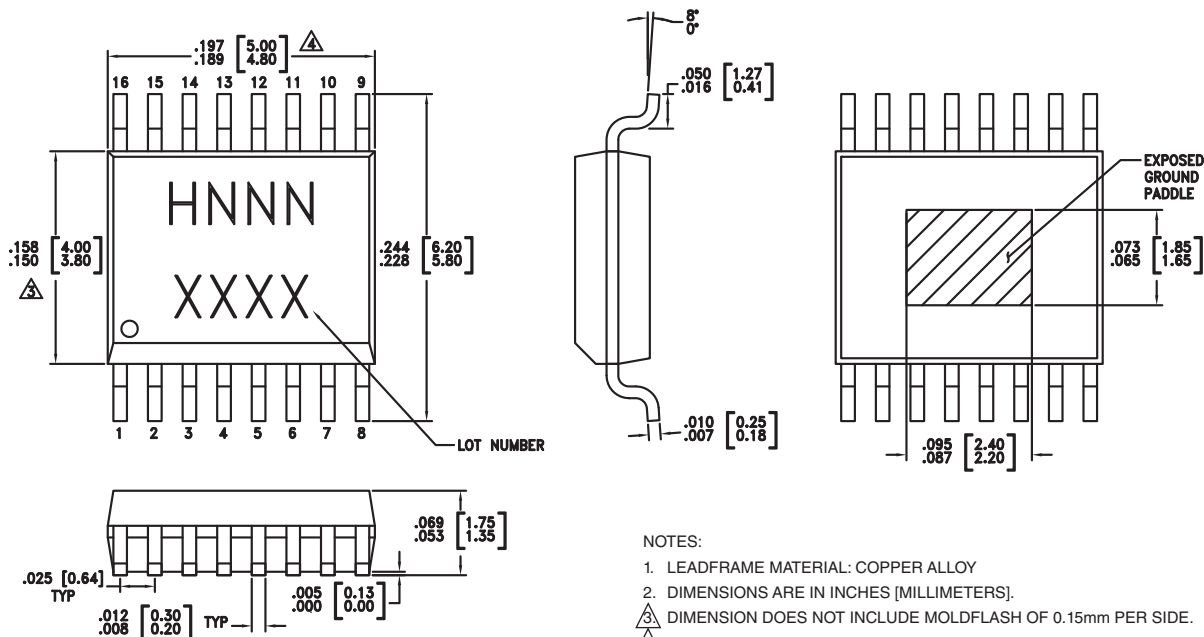 .197 [5.00]
.189 [4.80]
4
16 15 14 13 12 11 10 9
.158 [4.00]
.150 [3.80]
3
HNNN
XXXX
.244 [6.20]
.228 [5.80]
1 2 3 4 5 6 7 8
LOT NUMBER
8°
0°
.050 [1.27]
.016 [0.41]
.010 [0.25]
.007 [0.18]
EXPOSED
GROUND
PADDLE
.073 [1.85]
.065 [1.65]
.095 [2.40]
.087 [2.20]
.069 [1.75]
.053 [1.35]
.025 [0.64]
TYP
.012 [0.30]
.008 [0.20]
TYP
.005 [0.13]
.000 [0.00]
NOTES:
1. LEADFRAME MATERIAL: COPPER ALLOY
2. DIMENSIONS ARE IN INCHES [MILLIMETERS].
3. DIMENSION DOES NOT INCLUDE MOLDFLASH OF 0.15mm PER SIDE.